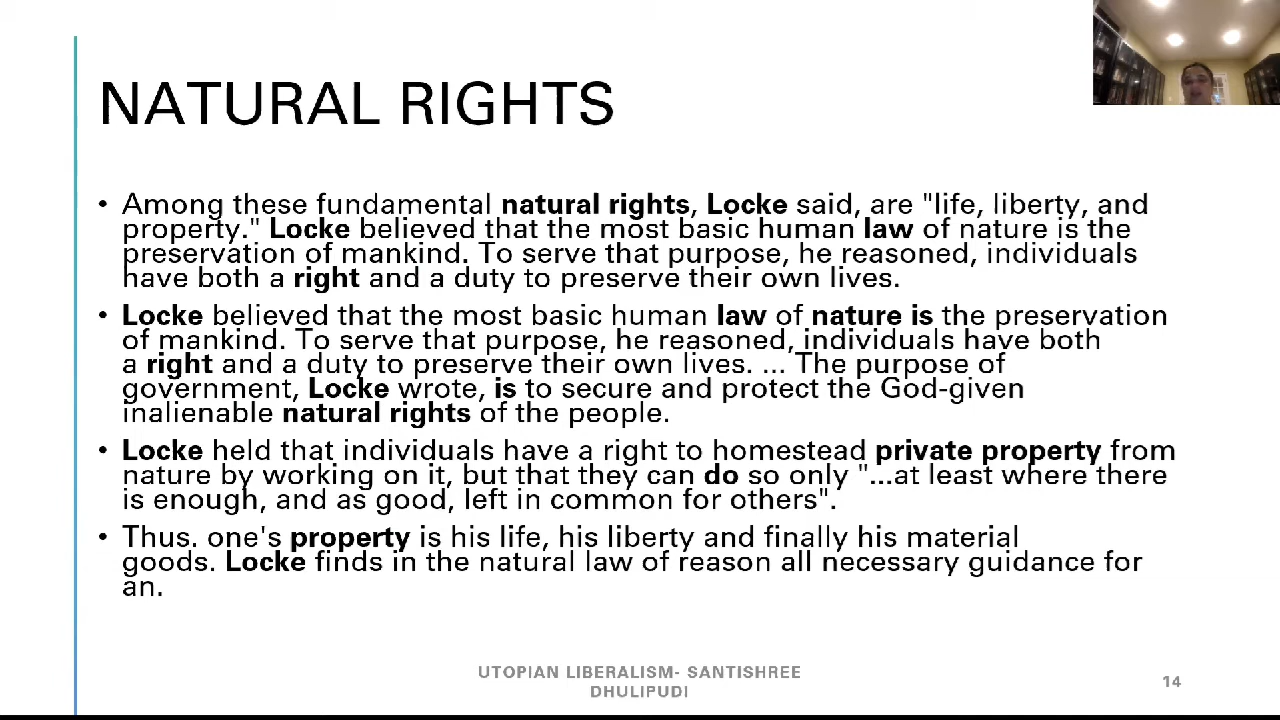 NATURAL RIGHTS
• Among these fundamental natural rights, Locke said, are "life, liberty, and
property." Locke believed that the most basic human law of nature is the
preservation of mankind. To serve that purpose, he reasoned, individuals
have both a right and a duty to preserve their own lives.
• Locke believed that the most basic human law of nature is the preservation
of mankind. To serve that purpose, he reasoned, individuals have both
a right and a duty to preserve their own lives. ... The purpose of
government, Locke wrote, is to secure and protect the God-given
inalienable natural rights of the people.
• Locke held that individuals have a right to homestead private property from
nature by working on it, but that they can do so only "...at least where there
is enough, and as good, left in common for others".
• Thus. one's property is his life, his liberty and finally his material
goods. Locke finds in the natural law of reason all necessary guidance for
an.
UTOPIAN LIBERALISM- SANTISHREE
DHULIPUDI
14